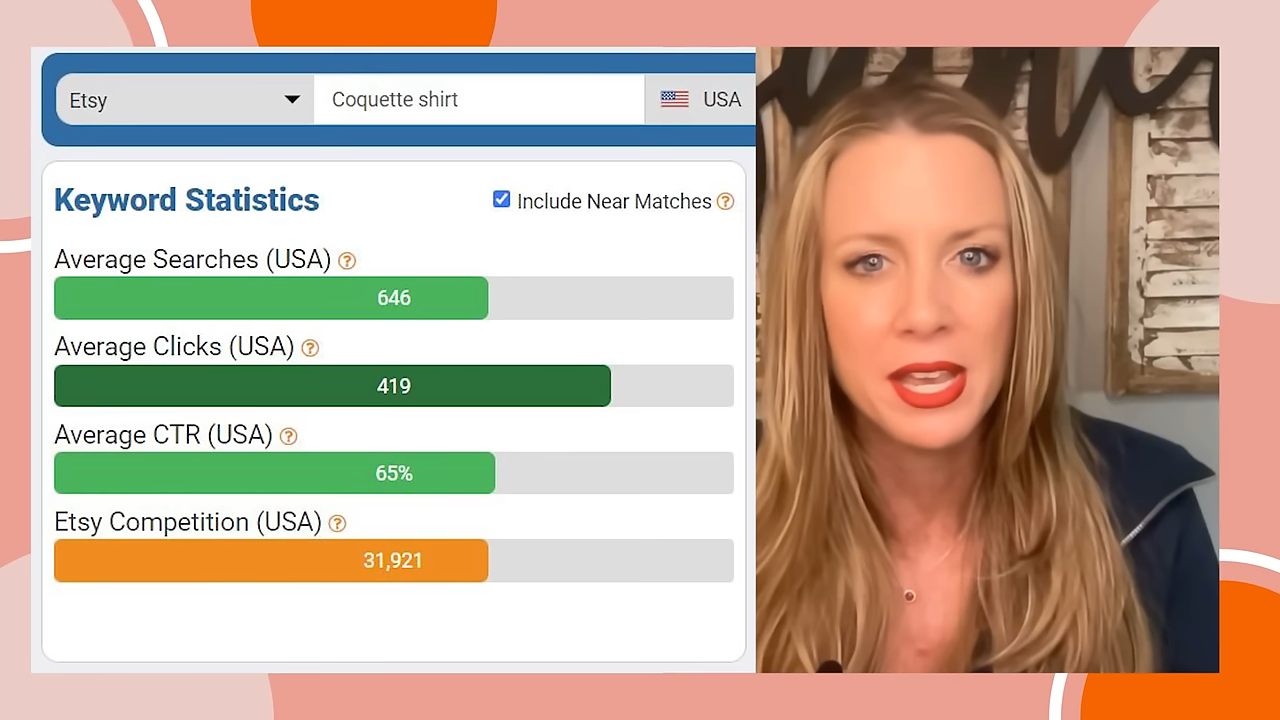 Etsy
Coquette shirt
USA
Keyword Statistics
Include Near Matches ?
Average Searches (USA) ?
646
Average Clicks (USA) ?
419
Average CTR (USA) ?
65%
Etsy Competition (USA) ?
31,921